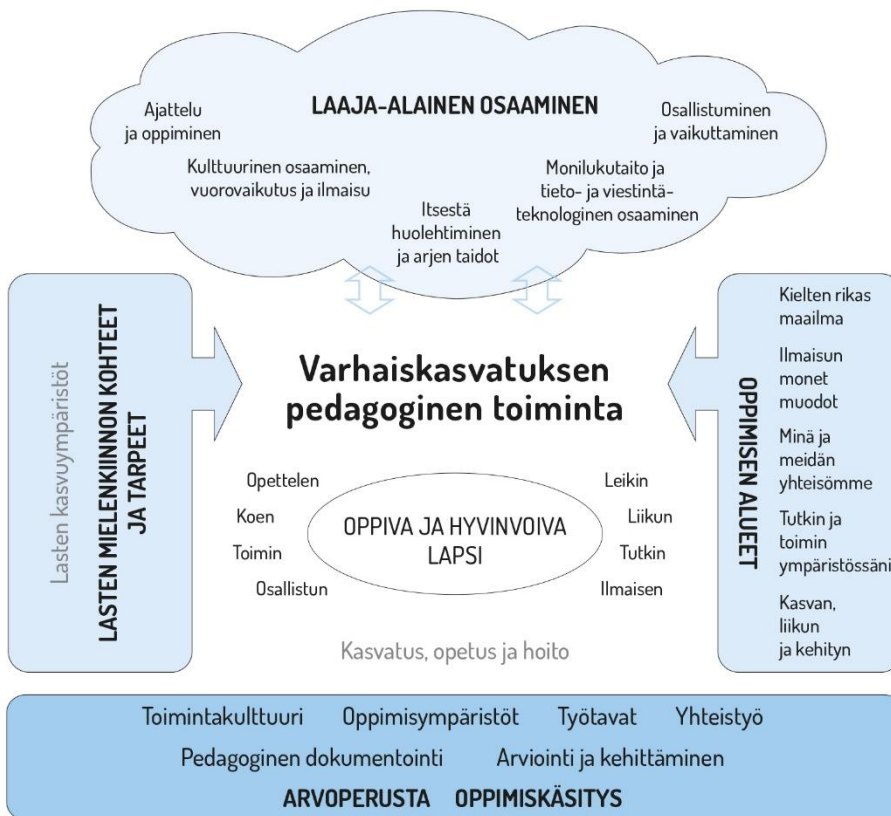 LAAJA-ALAINEN OSAAMINEN
Ajattelu
ja oppiminen
Osallistuminen
ja vaikuttaminen
Kulttuurinen osaaminen,
vuorovaikutus ja ilmaisu
Monilukutaito ja
tieto- ja viestintä-
teknologinen osaaminen
Itsestä
huolehtiminen
ja arjen taidot
Lasten kasvuympäristöt
LASTEN MIELENKIINNON KOHTEET
JA TARPEET
Varhaiskasvatuksen
pedagoginen toiminta
Opettelen
Koen
Toimin
Osallistun
OPPIVA JA HYVINVOIVA
LAPSI
Leikin
Liikun
Tutkin
Ilmaisen
Kasvatus, opetus ja hoito
OPPIMISEN ALUEET
Kielten rikas
maailma
Ilmaisun
monet
muodot
Minä ja
meidän
yhteisömme
Tutkin ja
toimin
ympäristössäni
Kasvan,
liikun
ja kehityn
Toimintakulttuuri Oppimisympäristöt Työtavat Yhteistyö
Pedagoginen dokumentointi Arviointi ja kehittäminen
ARVOPERUSTA OPPIMISKÄSITYS